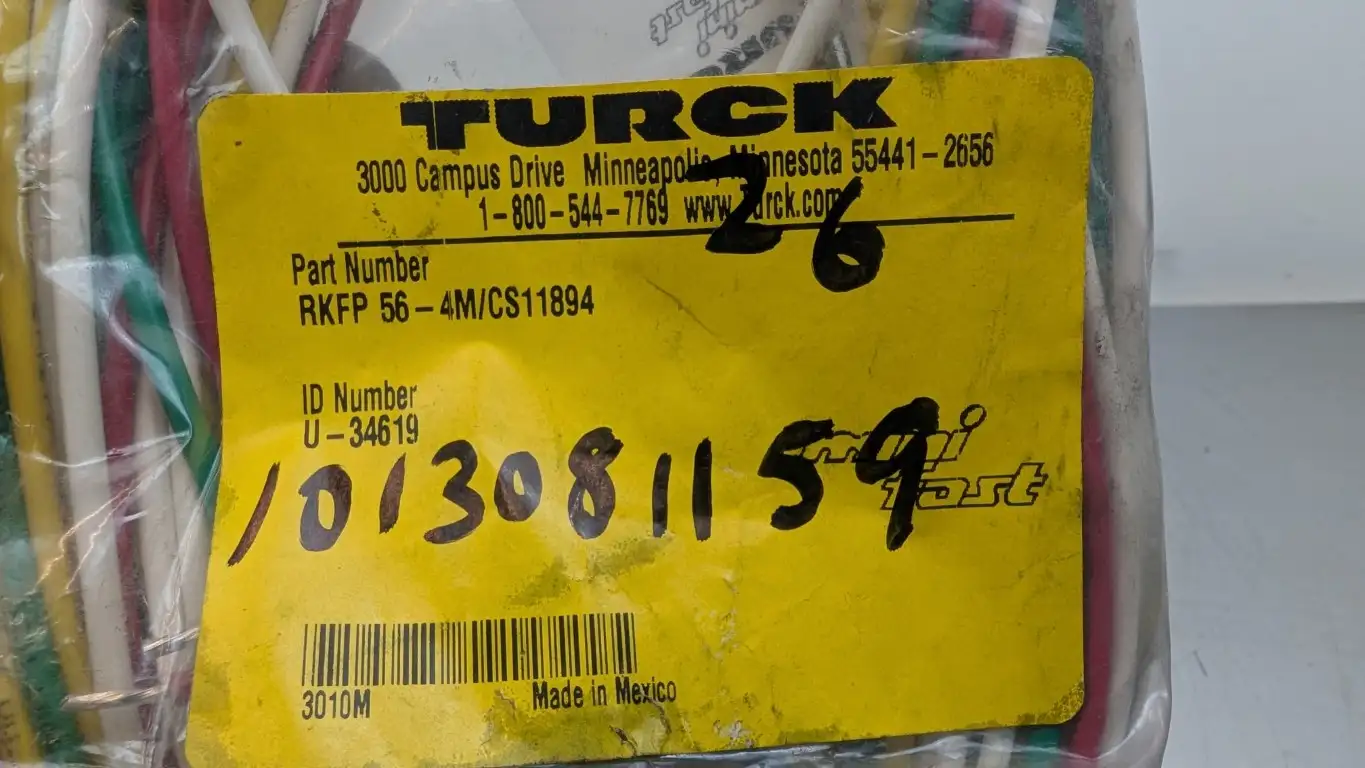 TURCK
3000 Campus Drive Minneapolis, Minnesota 55441-2656
1-800-544-7769 www.turck.com
26
Part Number
RKFP 56-4M/CS11894
ID Number
U-34619
1013081159
mini
fast
3010M
Made in Mexico